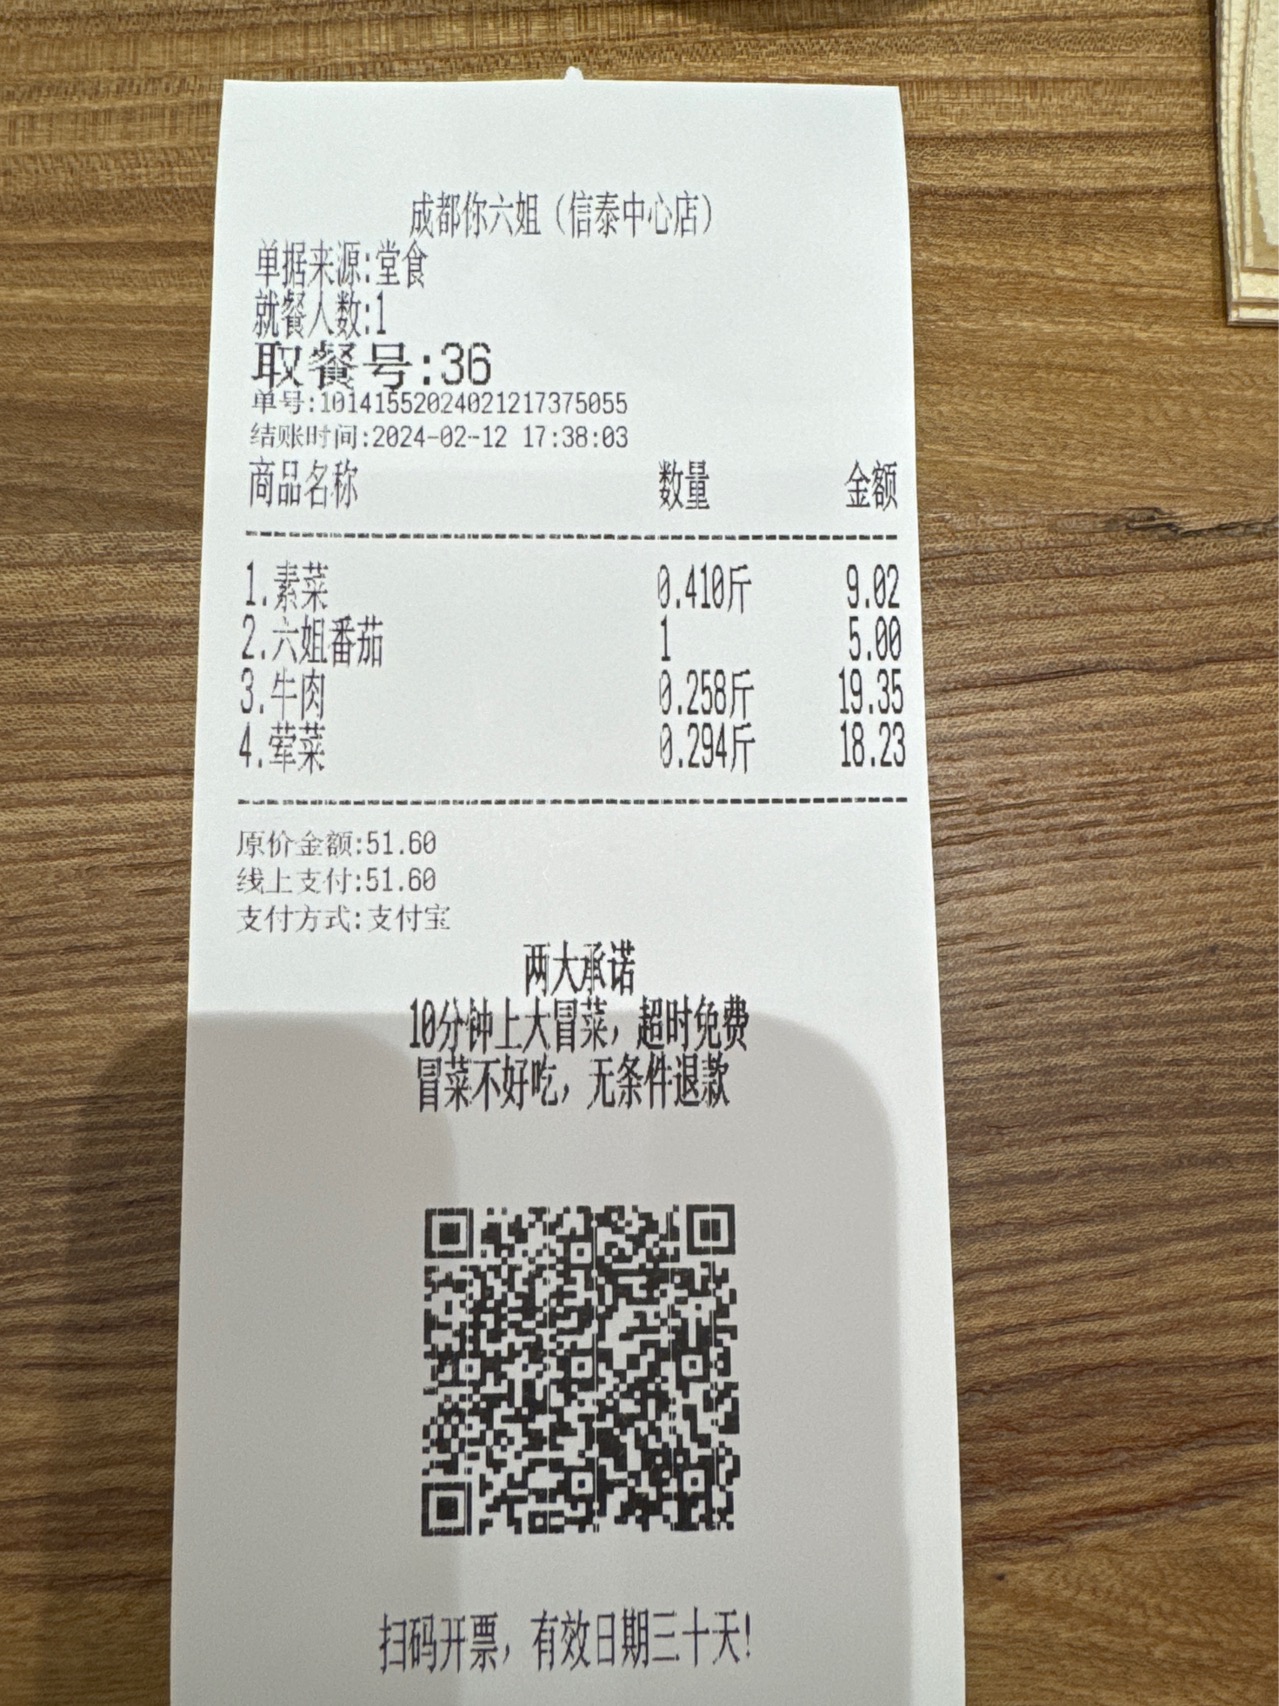 成都你六姐（信泰中心店）
单据来源:堂食
就餐人数:1
取餐号:36
单号:10141552024021217375055
结账时间:2024-02-12 17:38:03
商品名称 数量 金额
1.素菜 0.410斤 9.02
2.六姐番茄 1 5.00
3.牛肉 0.258斤 19.35
4.荤菜 0.294斤 18.23
原价金额:51.60
线上支付:51.60
支付方式:支付宝
两大承诺
10分钟上大冒菜，超时免费
冒菜不好吃，无条件退款
扫码开票，有效日期三十天!